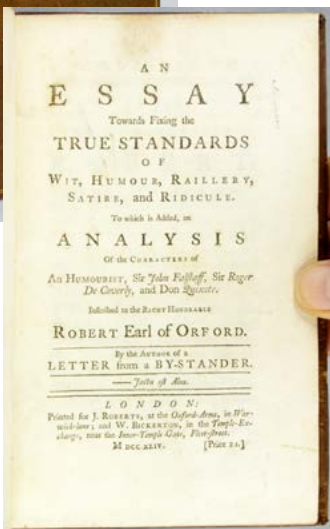 AN
ESSAY
Towards Fixing the
TRUE STANDARDS
OF
WIT, HUMOUR, RAILLERY,
SATIRE, and RIDICULE.
To which is Added, an
ANALYSIS
Of the CHARACTERS of
An HUMOURIST, Sir John Falstaff, Sir Roger
De Coverly, and Don Quixote.
Inscribed to the RIGHT HONORABLE
ROBERT Earl of ORFORD.
By the AUTHOR of a
LETTER from a BY-STANDER.
—— Jacta est Alea.
LONDON:
Printed for J. ROBERTS, at the Oxford-Arms, in War-
wick-lane; and W. BICKERTON, in the Temple-Ex-
change, near the Inner-Temple-Gate, Fleet-street.
M DCC XLIV. [Price 2s.]